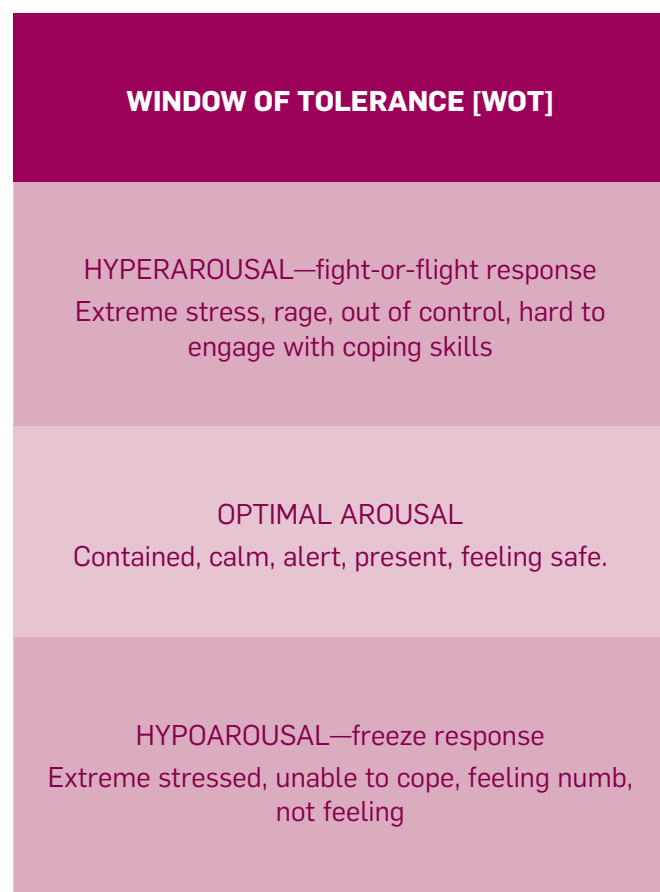 WINDOW OF TOLERANCE [WOT]
HYPERAROUSAL—fight-or-flight response
Extreme stress, rage, out of control, hard to
engage with coping skills
OPTIMAL AROUSAL
Contained, calm, alert, present, feeling safe.
HYPOAROUSAL—freeze response
Extreme stressed, unable to cope, feeling numb,
not feeling